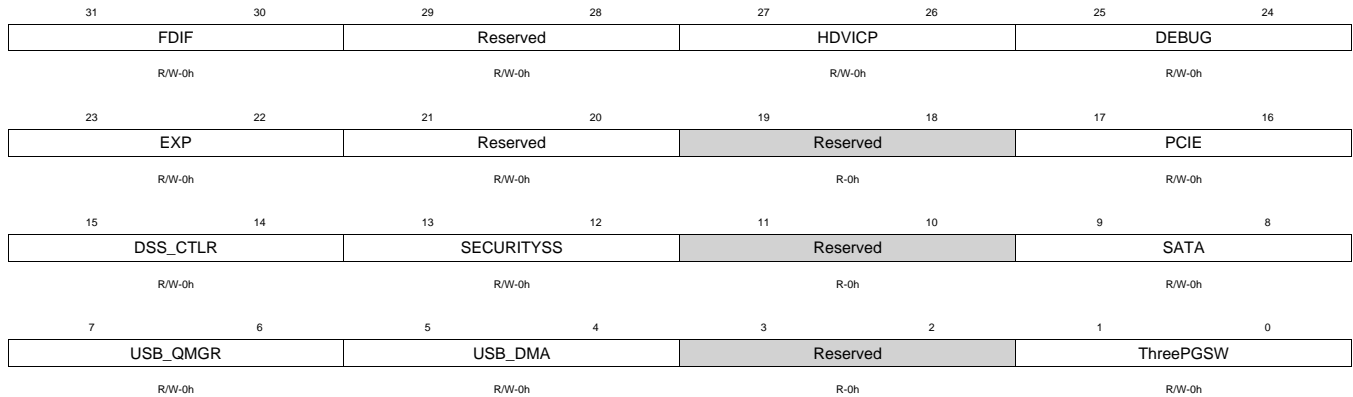 31 30 29 28 27 26 25 24
FDIF Reserved HDVICP DEBUG
R/W-0h R/W-0h R/W-0h R/W-0h
23 22 21 20 19 18 17 16
EXP Reserved Reserved PCIE
R/W-0h R/W-0h R-0h R/W-0h
15 14 13 12 11 10 9 8
DSS_CTLR SECURITYSS Reserved SATA
R/W-0h R/W-0h R-0h R/W-0h
7 6 5 4 3 2 1 0
USB_QMGR USB_DMA Reserved ThreePGSW
R/W-0h R/W-0h R-0h R/W-0h